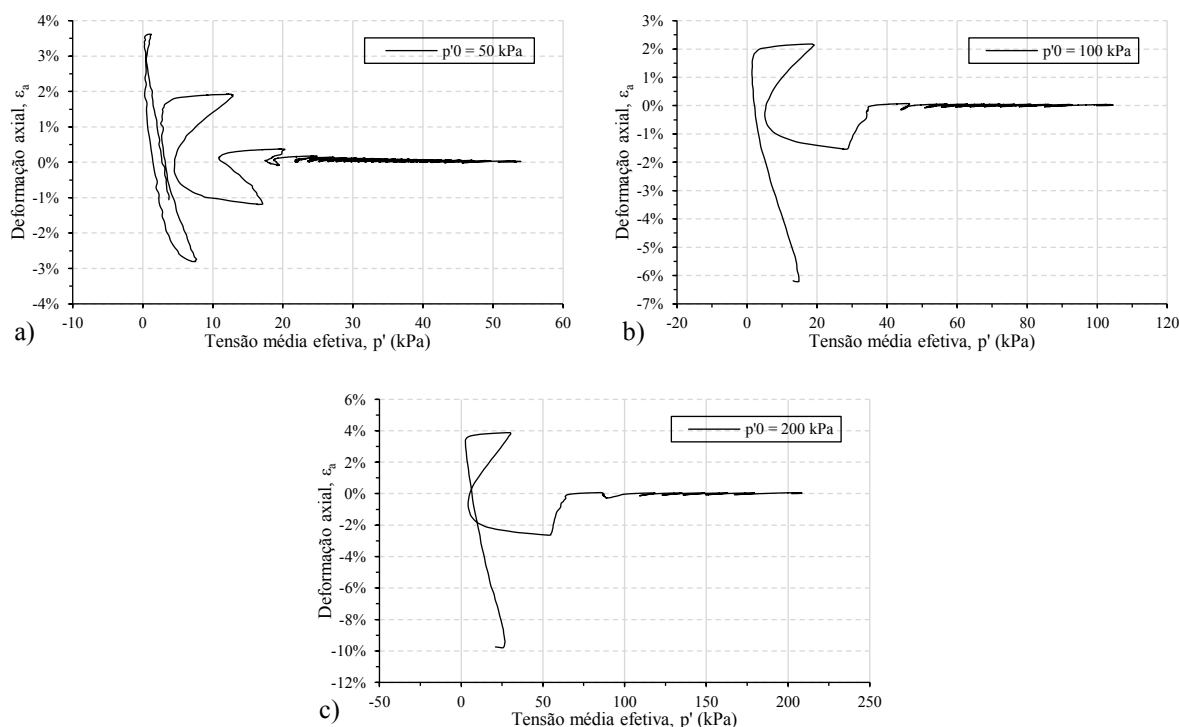 4%
3%
2%
1%
0%
-1%
-2%
-3%
-4%
Deformação axial, εa
p'0 = 50 kPa
-10 0 10 20 30 40 50 60
Tensão média efetiva, p' (kPa)
a)
3%
2%
1%
0%
-1%
-2%
-3%
-4%
-5%
-6%
-7%
Deformação axial, εa
p'0 = 100 kPa
-20 0 20 40 60 80 100 120
Tensão média efetiva, p' (kPa)
b)
6%
4%
2%
0%
-2%
-4%
-6%
-8%
-10%
-12%
Deformação axial, εa
p'0 = 200 kPa
-50 0 50 100 150 200 250
Tensão média efetiva, p' (kPa)
c)